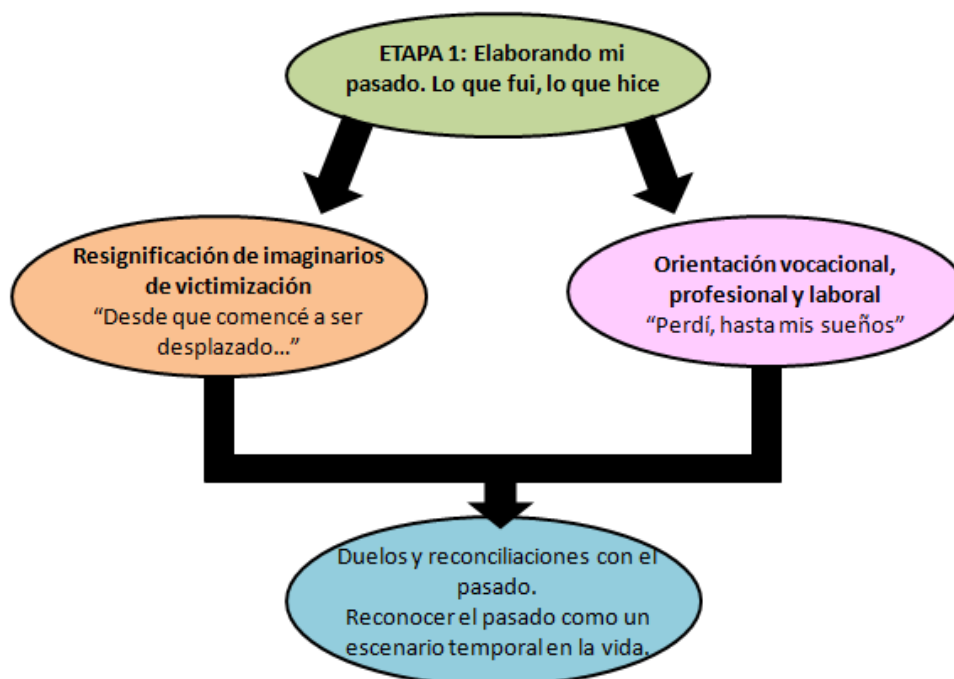 ETAPA 1: Elaborando mi
pasado. Lo que fui, lo que hice
Resignificación de imaginarios
de victimización
“Desde que comencé a ser
desplazado...”
Orientación vocacional,
profesional y laboral
“Perdí, hasta mis sueños”
Duelos y reconciliaciones con el
pasado.
Reconocer el pasado como un
escenario temporal en la vida.